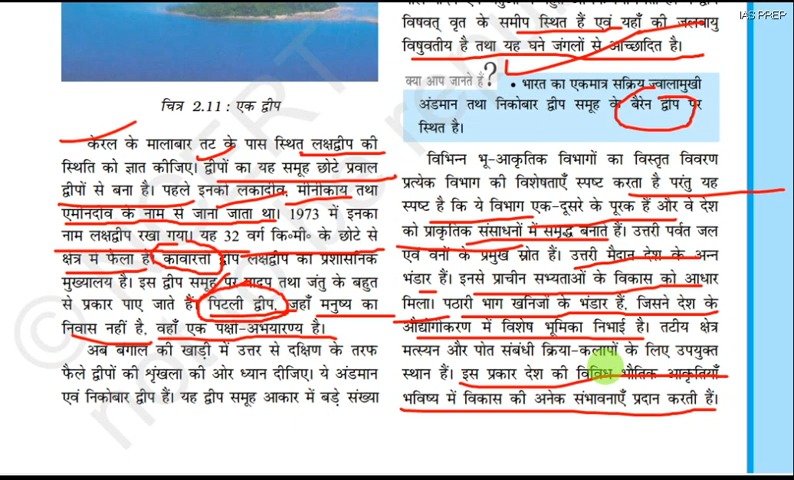 IAS PREP
चित्र 2.11 : एक द्वीप
केरल के मालाबार तट के पास स्थित लक्षद्वीप की
स्थिति को ज्ञात कीजिए। द्वीपों का यह समूह छोटे प्रवाल
द्वीपों से बना है। पहले इनको लकादीव, मीनीकाय तथा
एमीनदीव के नाम से जाना जाता था। 1973 में इनका
नाम लक्षद्वीप रखा गया। यह 32 वर्ग कि॰मी॰ के छोटे से
क्षेत्र में फैला है। कावारत्ती द्वीप लक्षद्वीप का प्रशासनिक
मुख्यालय है। इस द्वीप समूह पर पादप तथा जंतु के बहुत
से प्रकार पाए जाते हैं। पिटली द्वीप, जहाँ मनुष्य का
निवास नहीं है, वहाँ एक पक्षी-अभयारण्य है।
अब बंगाल की खाड़ी में उत्तर से दक्षिण के तरफ
फैले द्वीपों की शृंखला की ओर ध्यान दीजिए। ये अंडमान
एवं निकोबार द्वीप हैं। यह द्वीप समूह आकार में बड़े संख्या
विषवत् वृत के समीप स्थित हैं एवं यहाँ की जलवायु
विषुवतीय है तथा यह घने जंगलों से आच्छादित है।
क्या आप जानते हैं?
• भारत का एकमात्र सक्रिय ज्वालामुखी
अंडमान तथा निकोबार द्वीप समूह के बैरेन द्वीप पर
स्थित है।
विभिन्न भू-आकृतिक विभागों का विस्तृत विवरण
प्रत्येक विभाग की विशेषताएँ स्पष्ट करता है परंतु यह
स्पष्ट है कि ये विभाग एक-दूसरे के पूरक हैं और वे देश
को प्राकृतिक संसाधनों में समृद्ध बनाते हैं। उत्तरी पर्वत जल
एवं वनों के प्रमुख स्रोत हैं। उत्तरी मैदान देश के अन्न
भंडार हैं। इनसे प्राचीन सभ्यताओं के विकास को आधार
मिला। पठारी भाग खनिजों के भंडार हैं, जिसने देश के
औद्योगीकरण में विशेष भूमिका निभाई है। तटीय क्षेत्र
मत्स्यन और पोत संबंधी क्रिया-कलापों के लिए उपयुक्त
स्थान हैं। इस प्रकार देश की विविध भौतिक आकृतियाँ
भविष्य में विकास की अनेक संभावनाएँ प्रदान करती हैं।